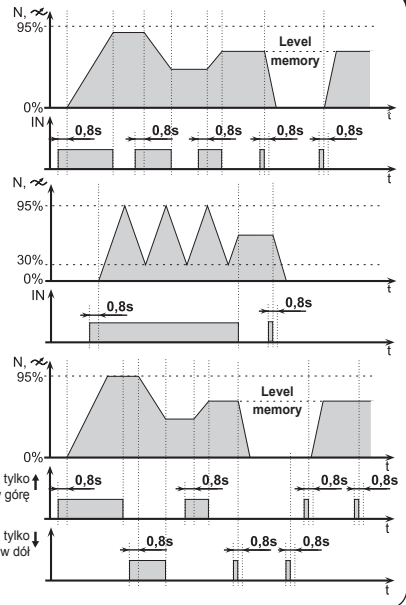 N,
95%
Level
memory
0%
t
IN
0,8s 0,8s 0,8s 0,8s 0,8s
t
N,
95%
30%
0%
t
IN
0,8s 0,8s
t
N,
95%
Level
memory
0%
t
tylko
w górę
0,8s 0,8s 0,8s 0,8s
t
tylko
w dół
0,8s 0,8s 0,8s
t